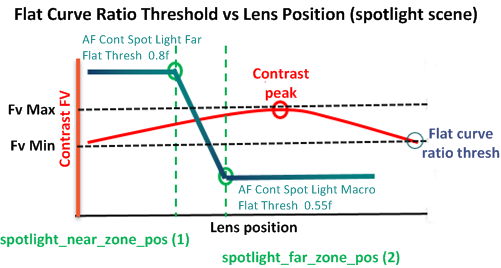 Flat Curve Ratio Threshold vs Lens Position (spotlight scene)
AF Cont Spot Light Far
Flat Thresh 0.8f
Contrast
peak
Fv Max
Fv Min
Contrast FV
Flat curve
ratio thresh
AF Cont Spot Light Macro
Flat Thresh 0.55f
Lens position
spotlight_near_zone_pos (1)
spotlight_far_zone_pos (2)